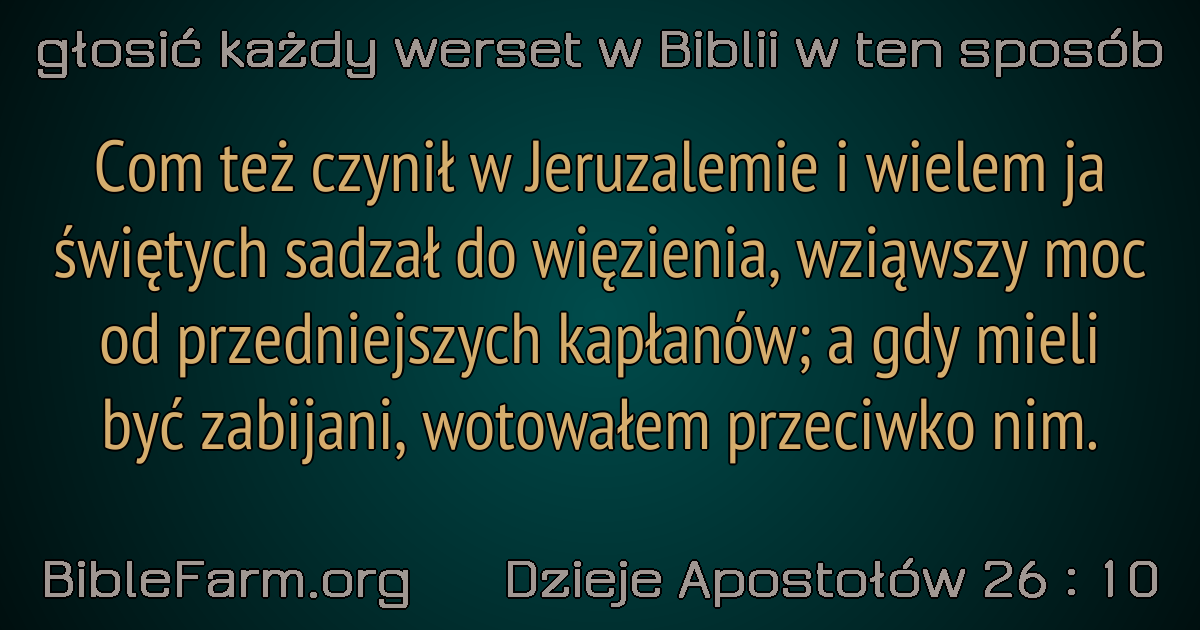 głosić każdy werset w Biblii w ten sposób
Com też czynił w Jeruzalemie i wielem ja
świętych sadzał do więzienia, wziąwszy moc
od przedniejszych kapłanów; a gdy mieli
być zabijani, wotowałem przeciwko nim.
BibleFarm.org Dzieje Apostołów 26 : 10